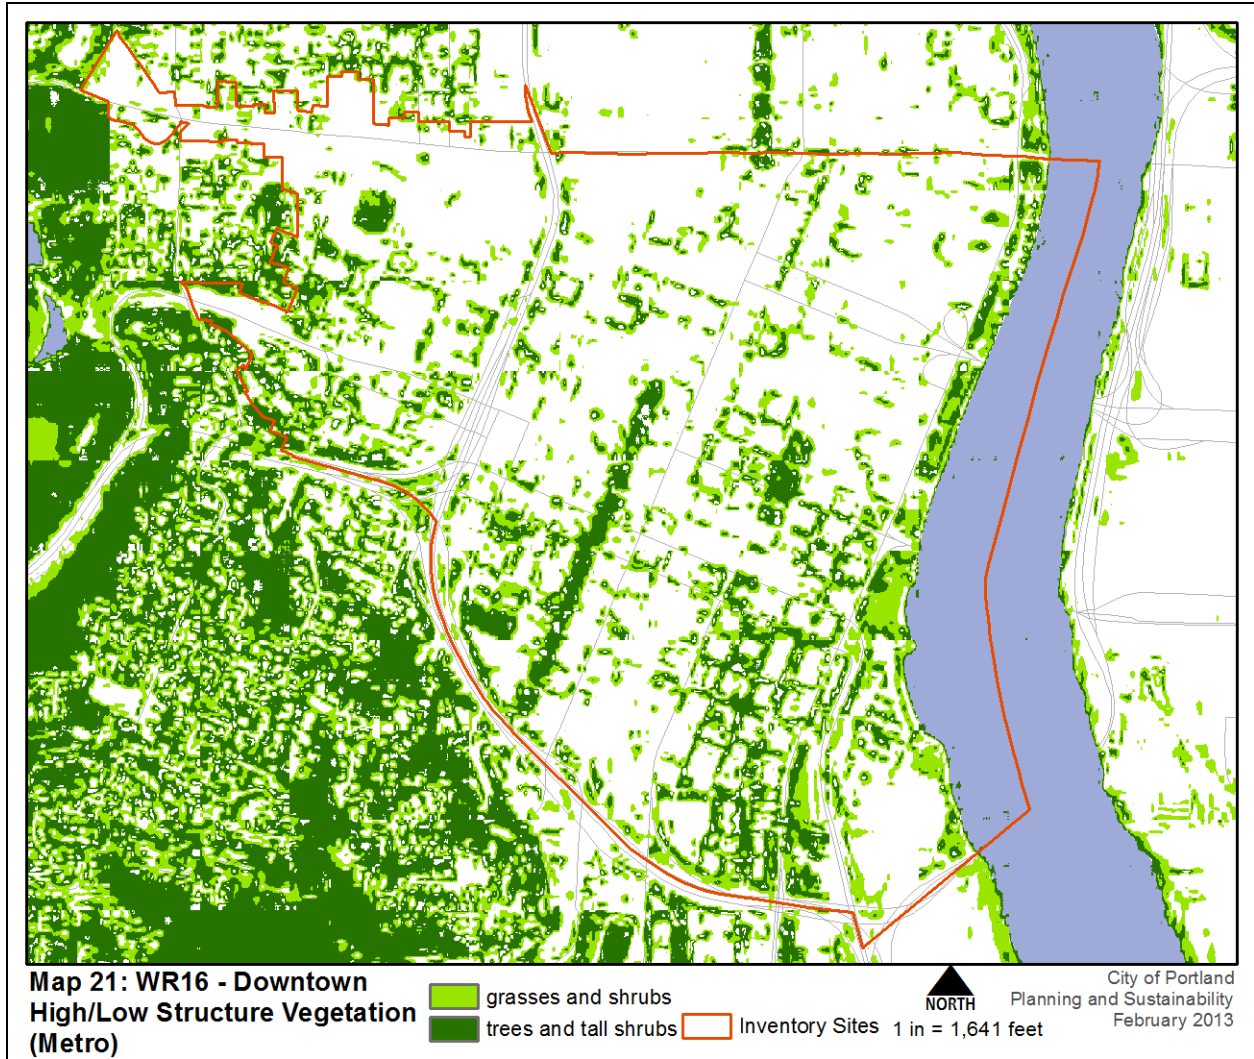 Map 21: WR16 - Downtown
High/Low Structure Vegetation
(Metro)
grasses and shrubs
trees and tall shrubs
Inventory Sites
NORTH
1 in = 1,641 feet
City of Portland
Planning and Sustainability
February 2013